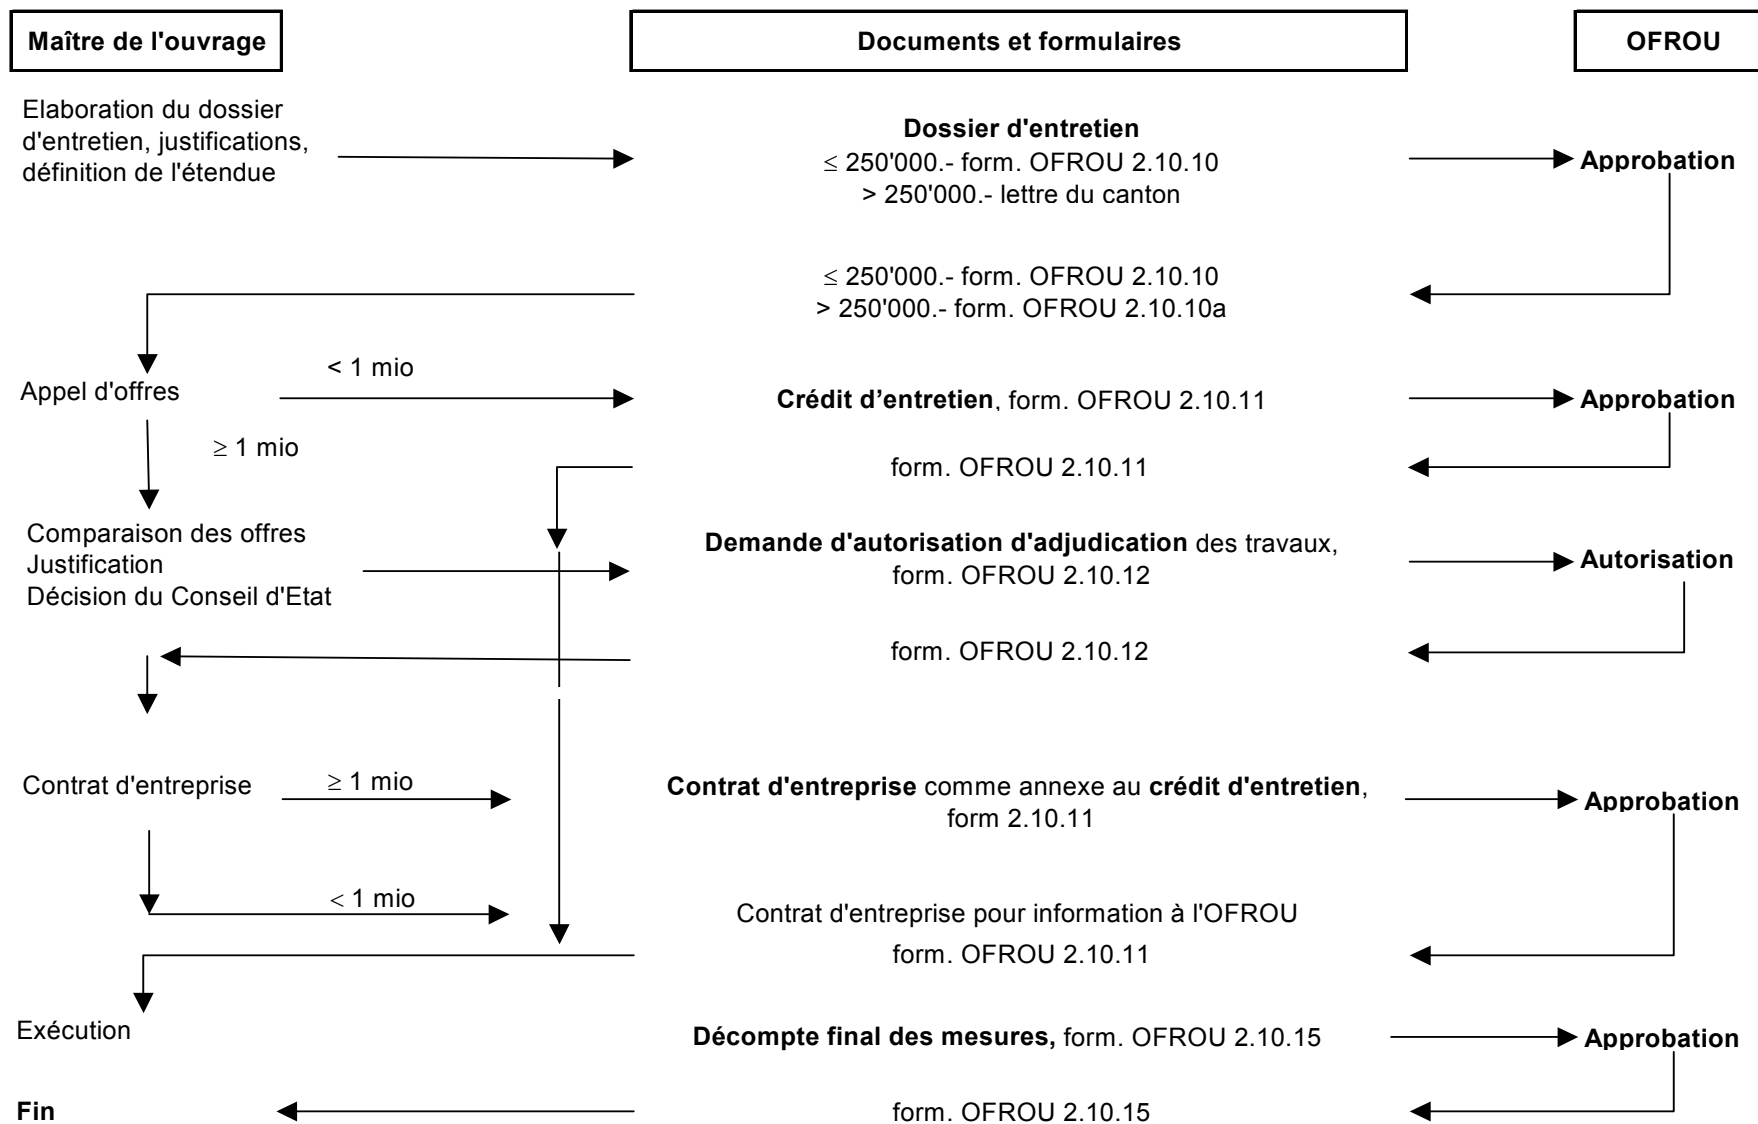 Maître de l'ouvrage
Documents et formulaires
OFROU
Elaboration du dossier
d'entretien, justifications,
définition de l'étendue
Dossier d'entretien
≤ 250'000.- form. OFROU 2.10.10
> 250'000.- lettre du canton
Approbation
≤ 250'000.- form. OFROU 2.10.10
> 250'000.- form. OFROU 2.10.10a
Appel d'offres
< 1 mio
Crédit d’entretien, form. OFROU 2.10.11
Approbation
≥ 1 mio
form. OFROU 2.10.11
Comparaison des offres
Justification
Décision du Conseil d'Etat
Demande d'autorisation d'adjudication des travaux,
form. OFROU 2.10.12
Autorisation
form. OFROU 2.10.12
Contrat d'entreprise
≥ 1 mio
Contrat d'entreprise comme annexe au crédit d'entretien,
form 2.10.11
Approbation
< 1 mio
Contrat d'entreprise pour information à l'OFROU
form. OFROU 2.10.11
Exécution
Décompte final des mesures, form. OFROU 2.10.15
Approbation
Fin
form. OFROU 2.10.15